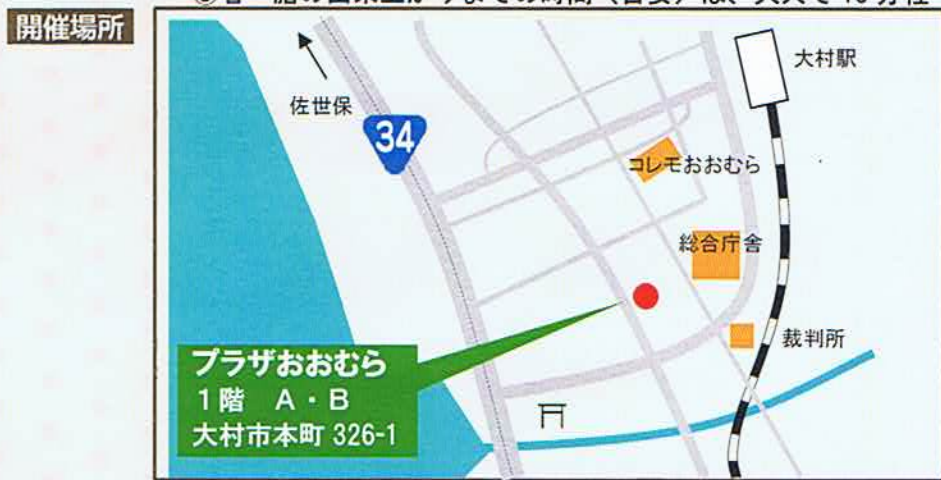 開催場所
大村駅
佐世保
34
コレモおおむら
総合庁舎
裁判所
プラザおおむら
1階 A・B
大村市本町 326-1